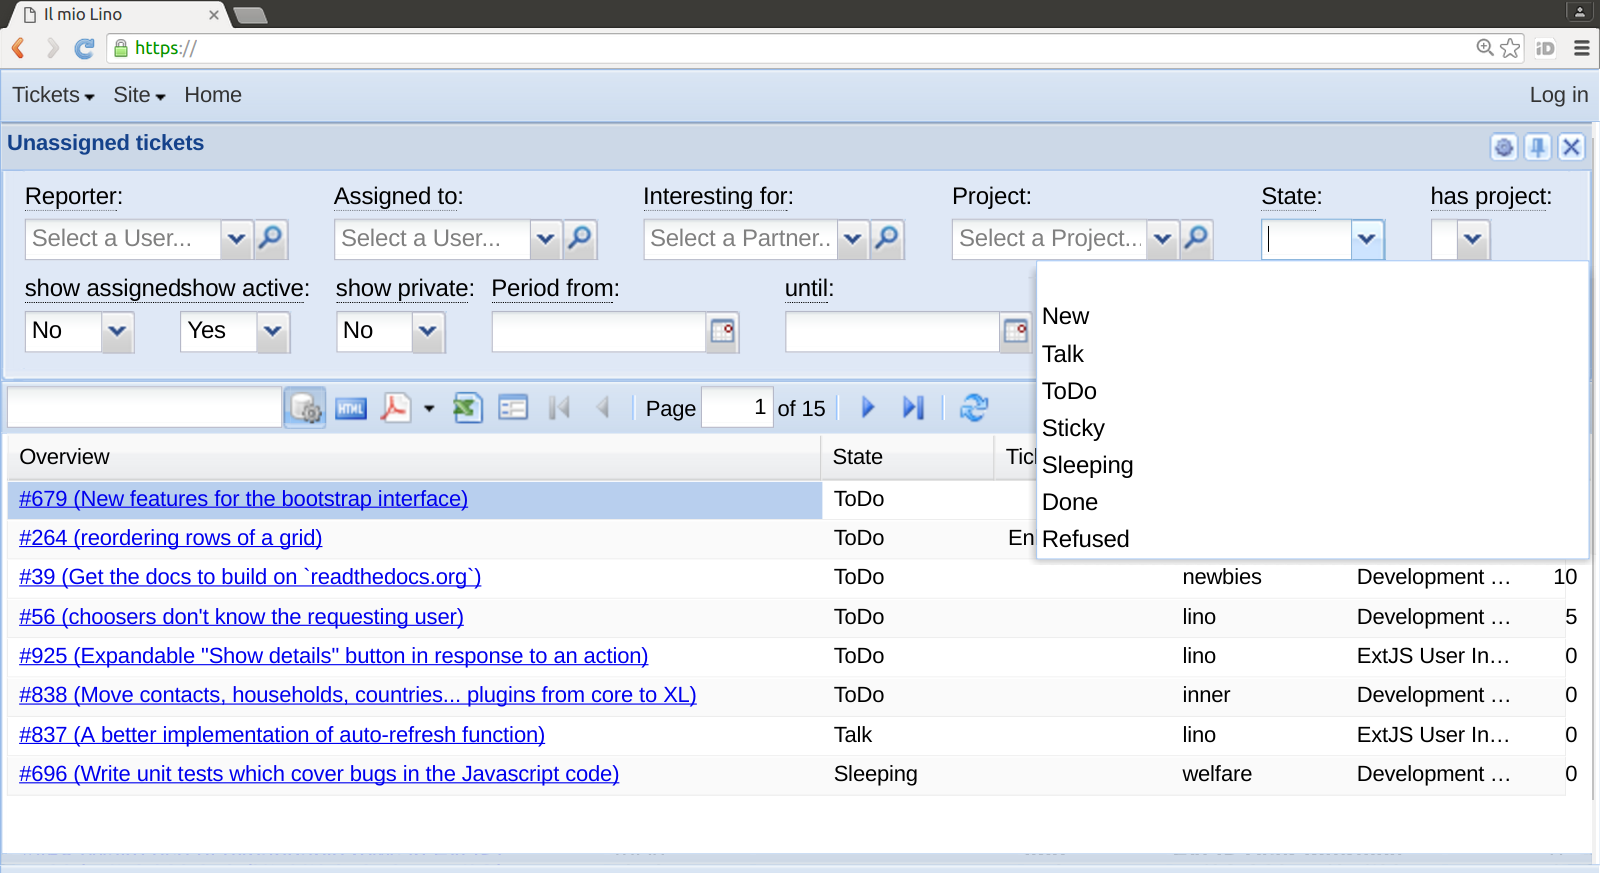 Il mio Lino
https://
iD
Tickets Site Home Log in
Unassigned tickets
Reporter: Assigned to: Interesting for: Project: State: has project:
Select a User... Select a User... Select a Partner.. Select a Project...
show assigned show active: show private: Period from: until:
No Yes No
New
Talk
ToDo
Sticky
Sleeping
Done
Refused
HTML Page 1 of 15
Overview State Tick
#679 (New features for the bootstrap interface) ToDo
#264 (reordering rows of a grid) ToDo En
#39 (Get the docs to build on `readthedocs.org`) ToDo newbies Development … 10
#56 (choosers don't know the requesting user) ToDo lino Development … 5
#925 (Expandable "Show details" button in response to an action) ToDo lino ExtJS User In… 0
#838 (Move contacts, households, countries... plugins from core to XL) ToDo inner Development … 0
#837 (A better implementation of auto-refresh function) Talk lino ExtJS User In… 0
#696 (Write unit tests which cover bugs in the Javascript code) Sleeping welfare Development … 0